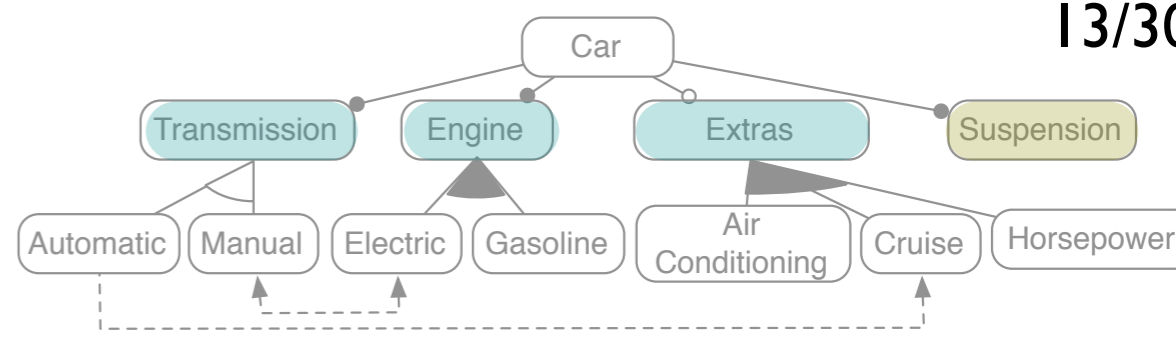 13/30
Car
Transmission
Engine
Extras
Suspension
Automatic
Manual
Electric
Gasoline
Air
Conditioning
Cruise
Horsepower